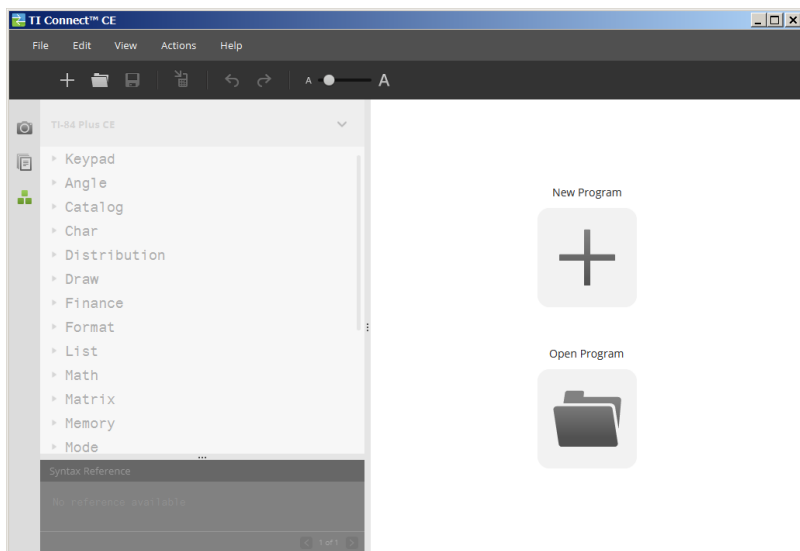 TI Connect™ CE
File Edit View Actions Help
A A
TI-84 Plus CE
Keypad
Angle
Catalog
Char
Distribution
Draw
Finance
Format
List
Math
Matrix
Memory
Mode
Syntax Reference
No reference available
1 of 1
New Program
Open Program